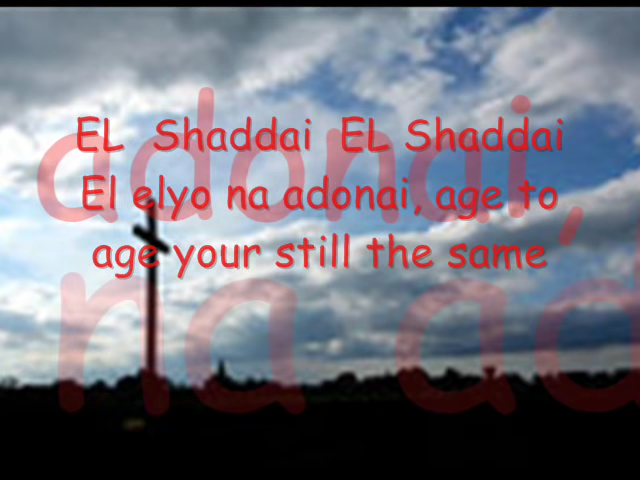 EL Shaddai EL Shaddai
El elyo na adonai, age to
age your still the same
adonai,
na ad